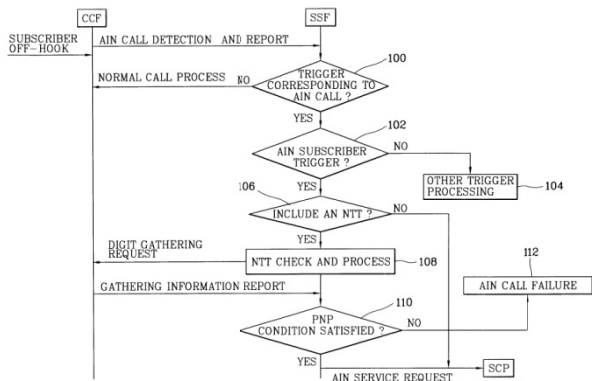 CCF
SSF
SUBSCRIBER
OFF-HOOK
AIN CALL DETECTION AND REPORT
100
NORMAL CALL PROCESS
NO
TRIGGER
CORRESPONDING TO
AIN CALL ?
YES
102
AIN SUBSCRIBER
TRIGGER ?
NO
YES
OTHER TRIGGER
PROCESSING
104
106
INCLUDE AN NTT ?
NO
YES
DIGIT GATHERING
REQUEST
NTT CHECK AND PROCESS
108
112
AIN CALL FAILURE
GATHERING INFORMATION REPORT
110
PNP
CONDITION SATISFIED ?
NO
YES
SCP
AIN SERVICE REQUEST